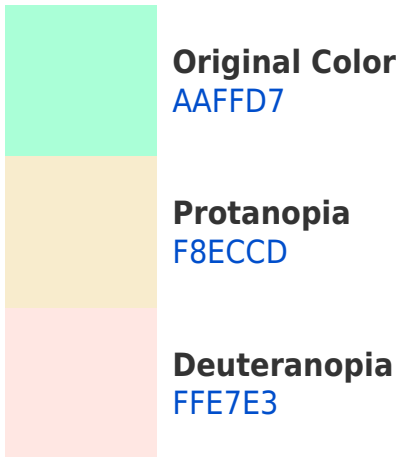 Original Color
AAFFD7
Protanopia
F8ECCD
Deuteranopia
FFE7E3